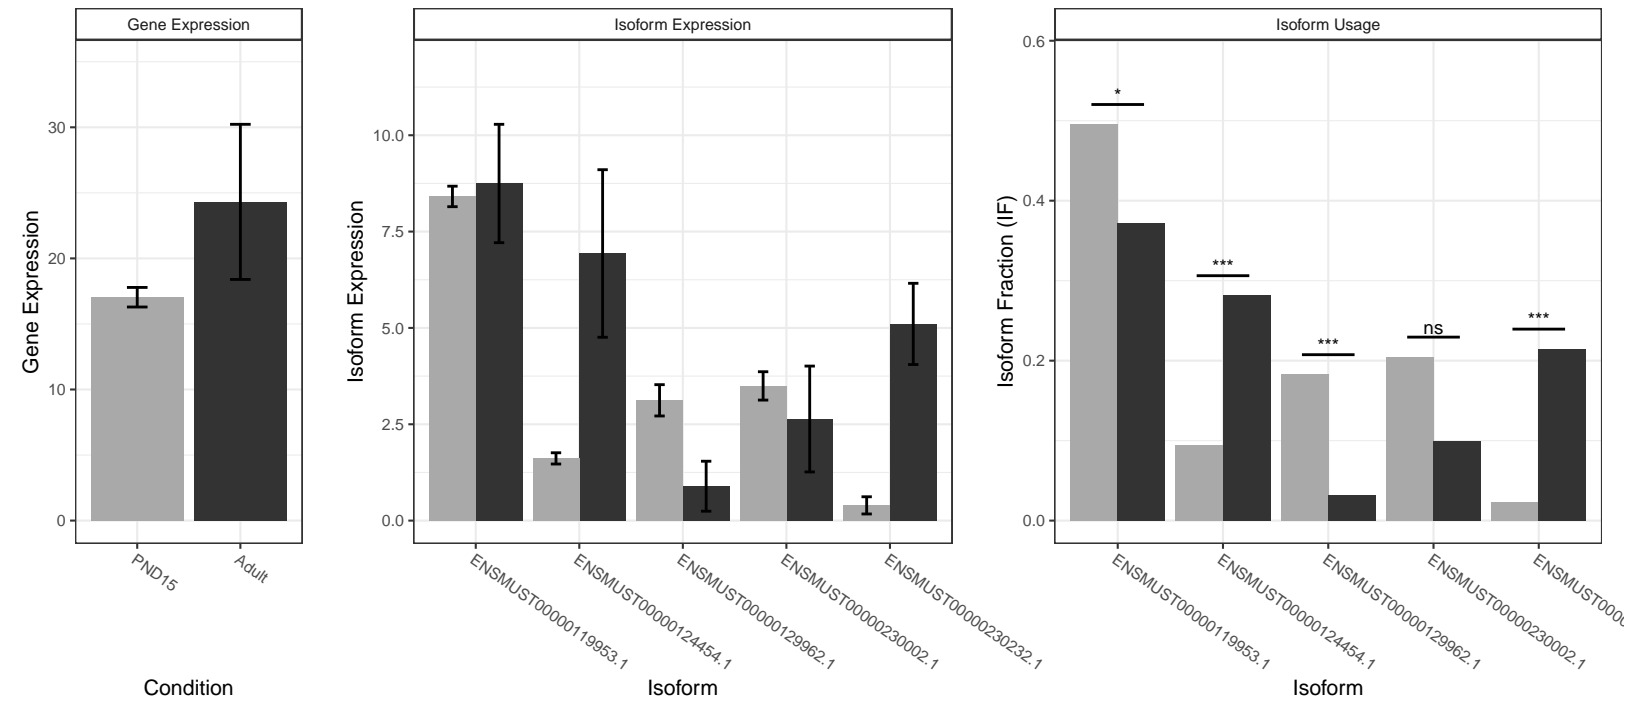 Gene Expression
Gene Expression
30
20
10
0
PND15
Adult
Condition
Isoform Expression
Isoform Expression
10.0
7.5
5.0
2.5
0.0
ENSMUST00000119953.1
ENSMUST00000124454.1
ENSMUST00000129962.1
ENSMUST00000230002.1
ENSMUST00000230232.1
Isoform
Isoform Usage
Isoform Fraction (IF)
0.6
0.4
0.2
0.0
*
***
***
ns
***
ENSMUST00000119953.1
ENSMUST00000124454.1
ENSMUST00000129962.1
ENSMUST00000230002.1
Isoform